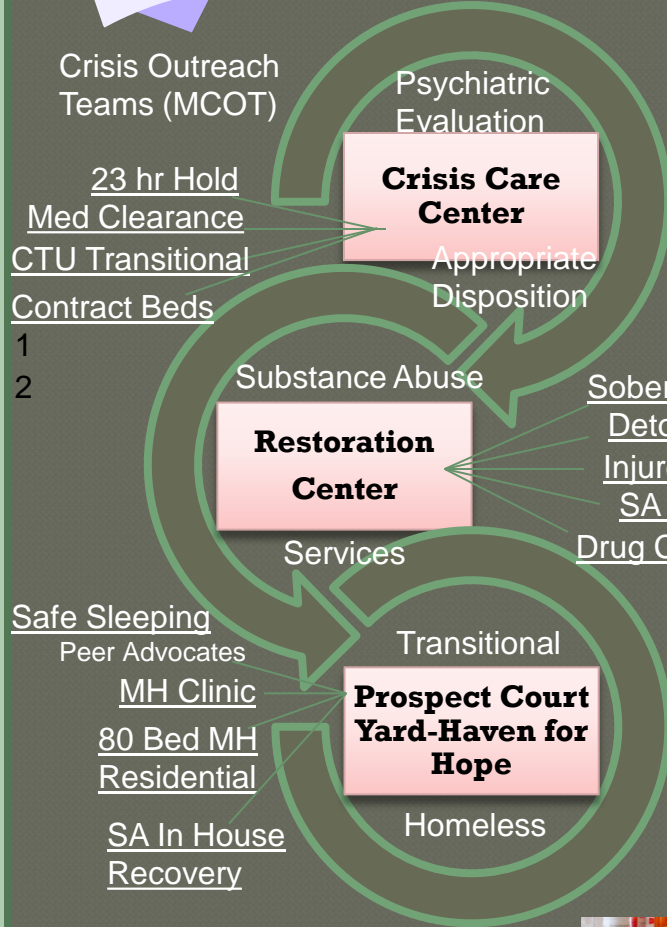 Crisis Outreach
Teams (MCOT)
Psychiatric
Evaluation
Crisis Care
Center
23 hr Hold
Med Clearance
CTU Transitional
Contract Beds
Appropriate
Disposition
1
2
Substance Abuse
Restoration
Center
Services
SA
Drug
Safe Sleeping
Peer Advocates
MH Clinic
80 Bed MH
Residential
SA In House
Recovery
Transitional
Prospect Court
Yard-Haven for
Hope
Homeless